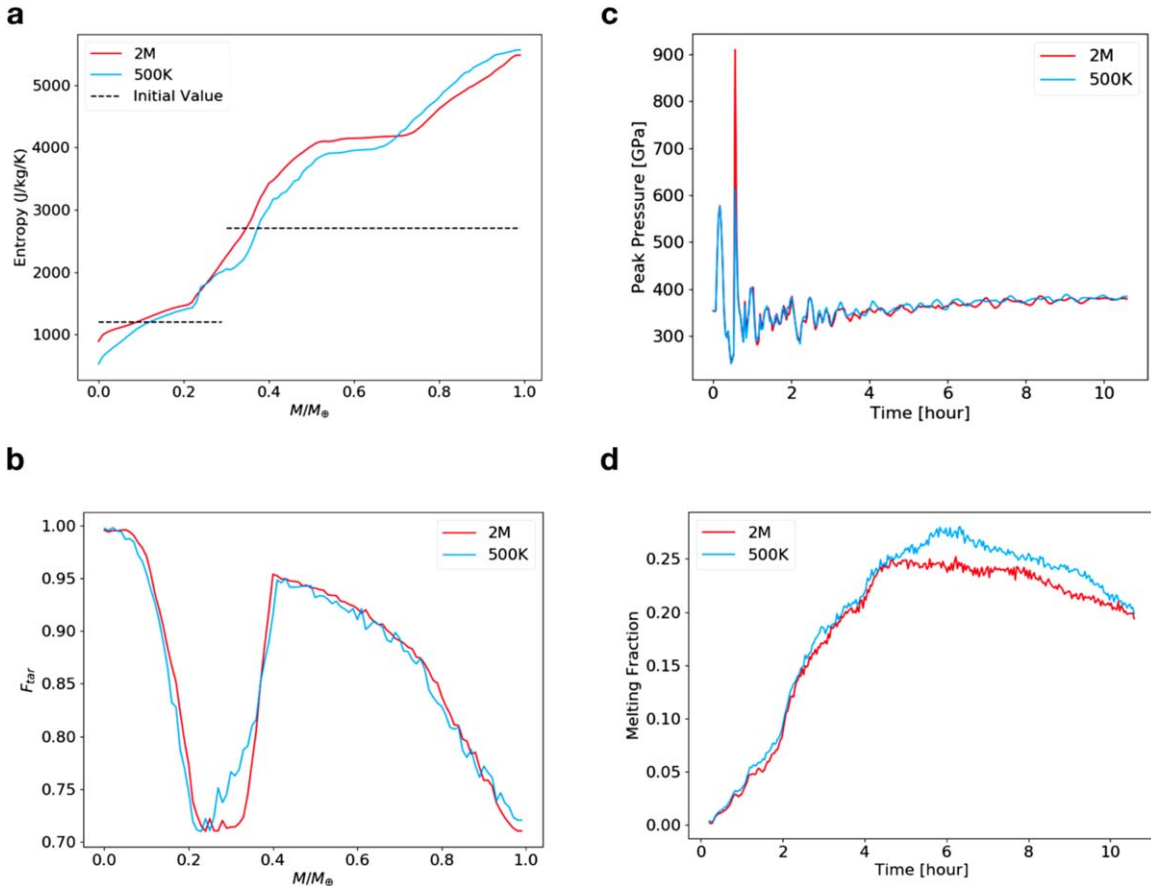 a
2M
500K
Initial Value
5000
4000
3000
2000
1000
Entropy (J/kg/K)
0.0 0.2 0.4 0.6 0.8 1.0
M/M⊕
c
2M
500K
900
800
700
600
500
400
300
Peak Pressure [GPa]
0 2 4 6 8 10
Time [hour]
b
2M
500K
1.00
0.95
0.90
0.85
0.80
0.75
0.70
F_tar
0.0 0.2 0.4 0.6 0.8 1.0
M/M⊕
d
2M
500K
0.25
0.20
0.15
0.10
0.05
0.00
Melting Fraction
0 2 4 6 8 10
Time [hour]